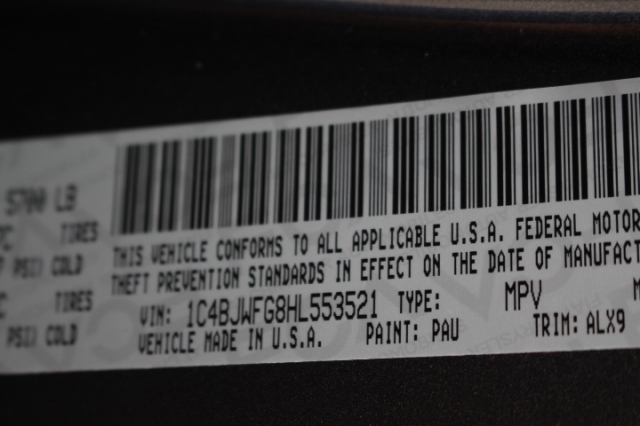 5700 LB
TIRES
PSI) COLD
TIRES
PSI) COLD
THIS VEHICLE CONFORMS TO ALL APPLICABLE U.S.A. FEDERAL MOTOR
THEFT PREVENTION STANDARDS IN EFFECT ON THE DATE OF MANUFACT
VIN: 1C4BJWFG8HL553521 TYPE: MPV M
VEHICLE MADE IN U.S.A. PAINT: PAU TRIM: ALX9